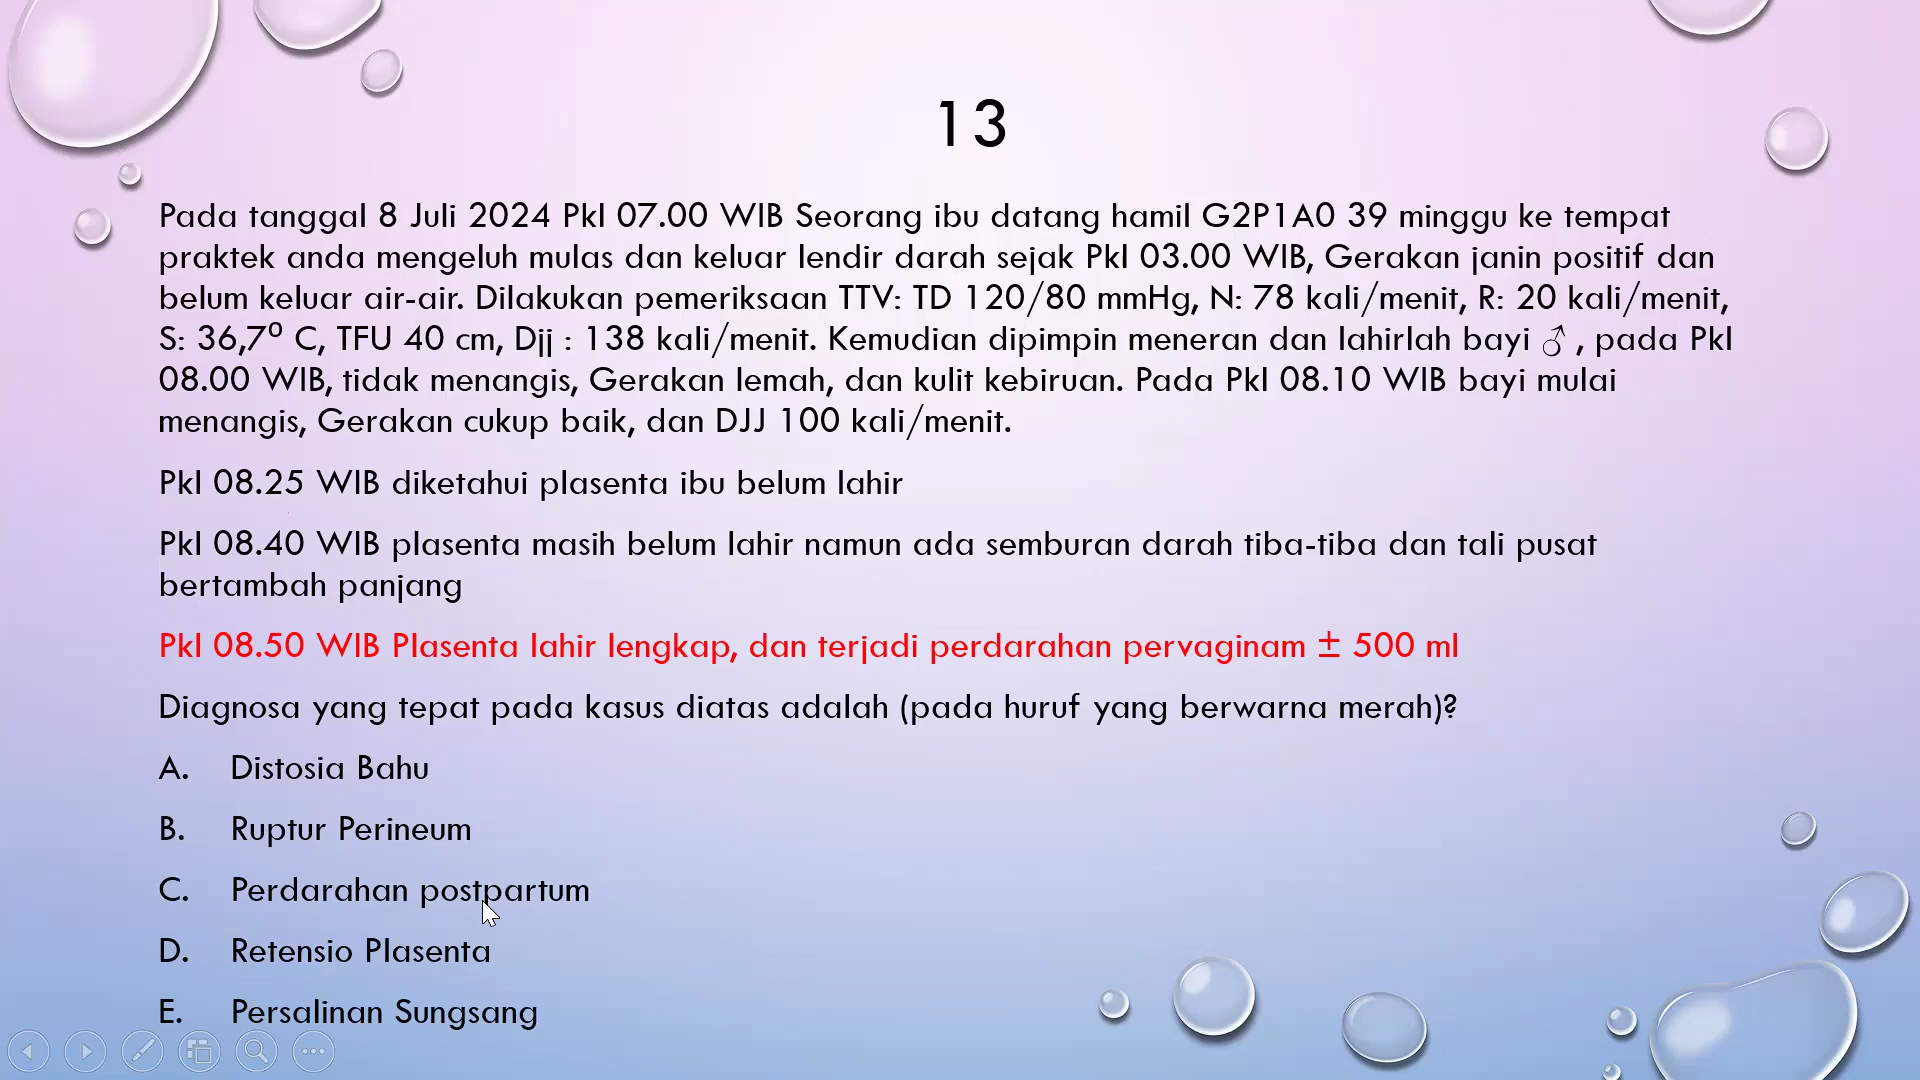 13
Pada tanggal 8 Juli 2024 Pkl 07.00 WIB Seorang ibu datang hamil G2P1A0 39 minggu ke tempat
praktek anda mengeluh mulas dan keluar lendir darah sejak Pkl 03.00 WIB, Gerakan janin positif dan
belum keluar air-air. Dilakukan pemeriksaan TTV: TD 120/80 mmHg, N: 78 kali/menit, R: 20 kali/menit,
S: 36,7⁰ C, TFU 40 cm, Djj : 138 kali/menit. Kemudian dipimpin meneran dan lahirlah bayi ♂ , pada Pkl
08.00 WIB, tidak menangis, Gerakan lemah, dan kulit kebiruan. Pada Pkl 08.10 WIB bayi mulai
menangis, Gerakan cukup baik, dan DJJ 100 kali/menit.
Pkl 08.25 WIB diketahui plasenta ibu belum lahir
Pkl 08.40 WIB plasenta masih belum lahir namun ada semburan darah tiba-tiba dan tali pusat
bertambah panjang
Pkl 08.50 WIB Plasenta lahir lengkap, dan terjadi perdarahan pervaginam ± 500 ml
Diagnosa yang tepat pada kasus diatas adalah (pada huruf yang berwarna merah)?
A. Distosia Bahu
B. Ruptur Perineum
C. Perdarahan postpartum
D. Retensio Plasenta
E. Persalinan Sungsang